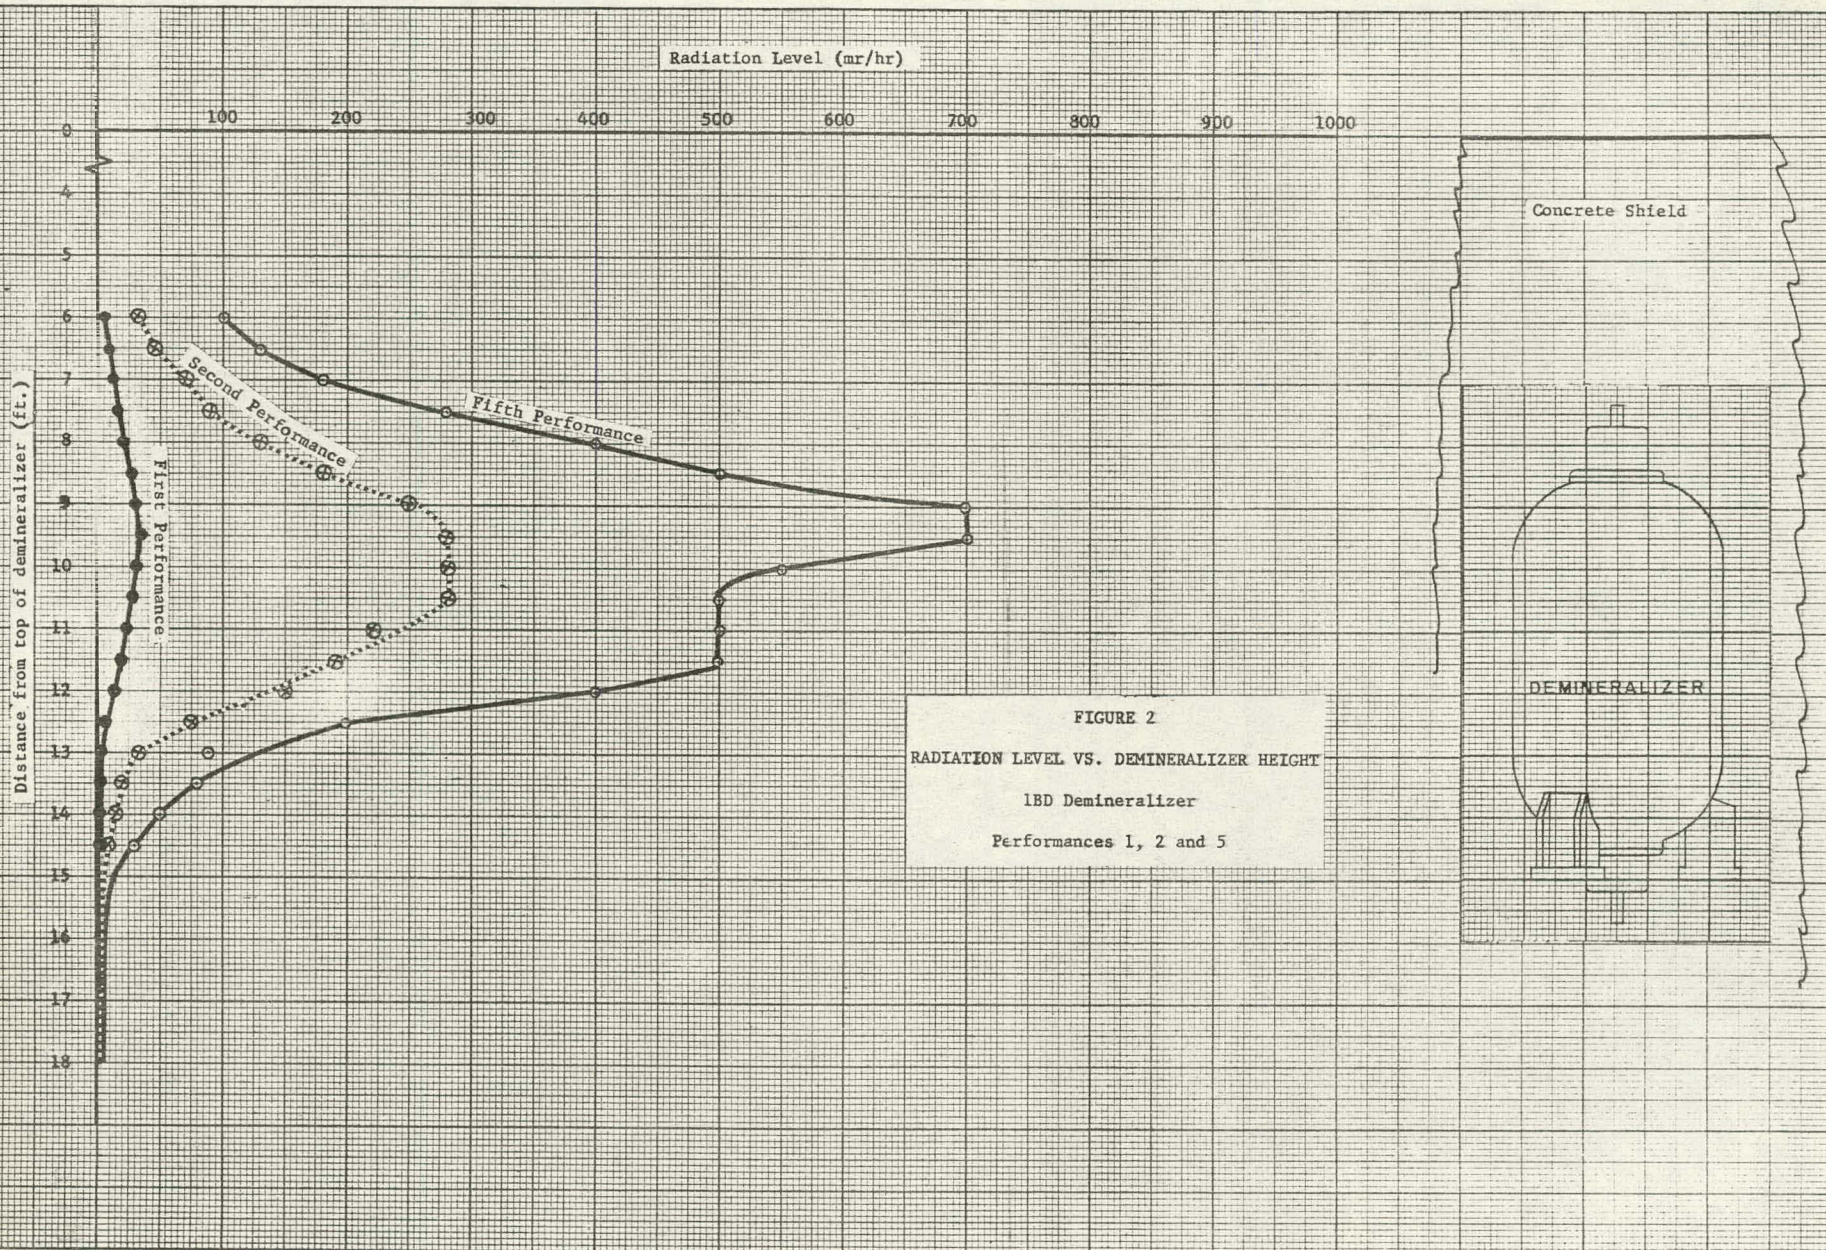 Radiation Level (mr/hr)
100 200 300 400 500 600 700 800 900 1000
0
4
5
6
7
8
9
10
11
12
13
14
15
16
17
18
Distance from top of demineralizer (ft.)
First Performance
Second Performance
Fifth Performance
Concrete Shield
DEMINERALIZER
FIGURE 2
RADIATION LEVEL VS. DEMINERALIZER HEIGHT
1BD Demineralizer
Performances 1, 2 and 5